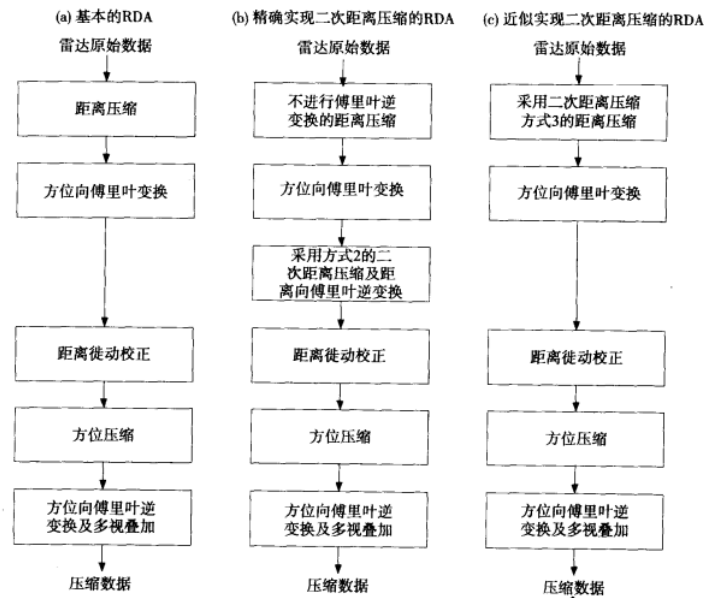 (a) 基本的RDA
雷达原始数据
距离压缩
方位向傅里叶变换
距离徙动校正
方位压缩
方位向傅里叶逆
变换及多视叠加
压缩数据
(b) 精确实现二次距离压缩的RDA
雷达原始数据
不进行傅里叶逆
变换的距离压缩
方位向傅里叶变换
采用方式2的二
次距离压缩及距
离向傅里叶逆变换
距离徙动校正
方位压缩
方位向傅里叶逆
变换及多视叠加
压缩数据
(c) 近似实现二次距离压缩的RDA
雷达原始数据
采用二次距离压缩
方式3的距离压缩
方位向傅里叶变换
距离徙动校正
方位压缩
方位向傅里叶逆
变换及多视叠加
压缩数据